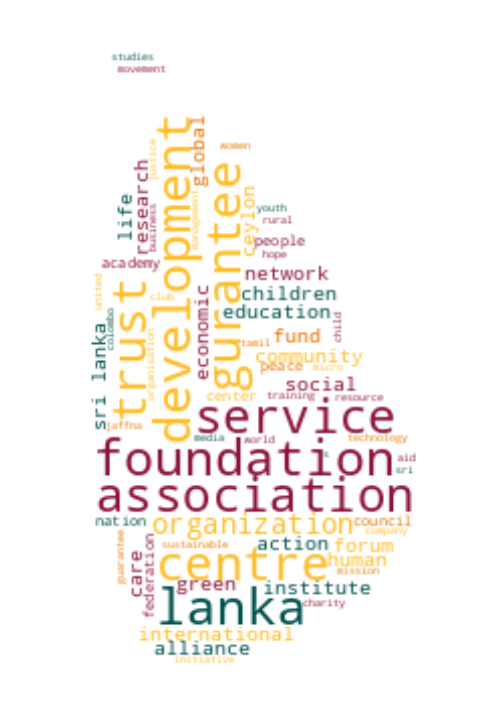 studies
movement
development
global
women
justice
research
gurantee
management
ceylon
life
business
youth
rural
people
hope
academy
network
united
trust
club
economic
children
education
colombo
sri lanka
organisation
fund
child
tamil
community
peace
micro
social
center
training
resource
service
jaffna
media
world
technology
foundation
s
aid
sri
association
nation
organization
council
company
guarantee
care
federation
sustainable
action
forum
centre
human
mission
green
institute
lanka
charity
international
alliance
initiative